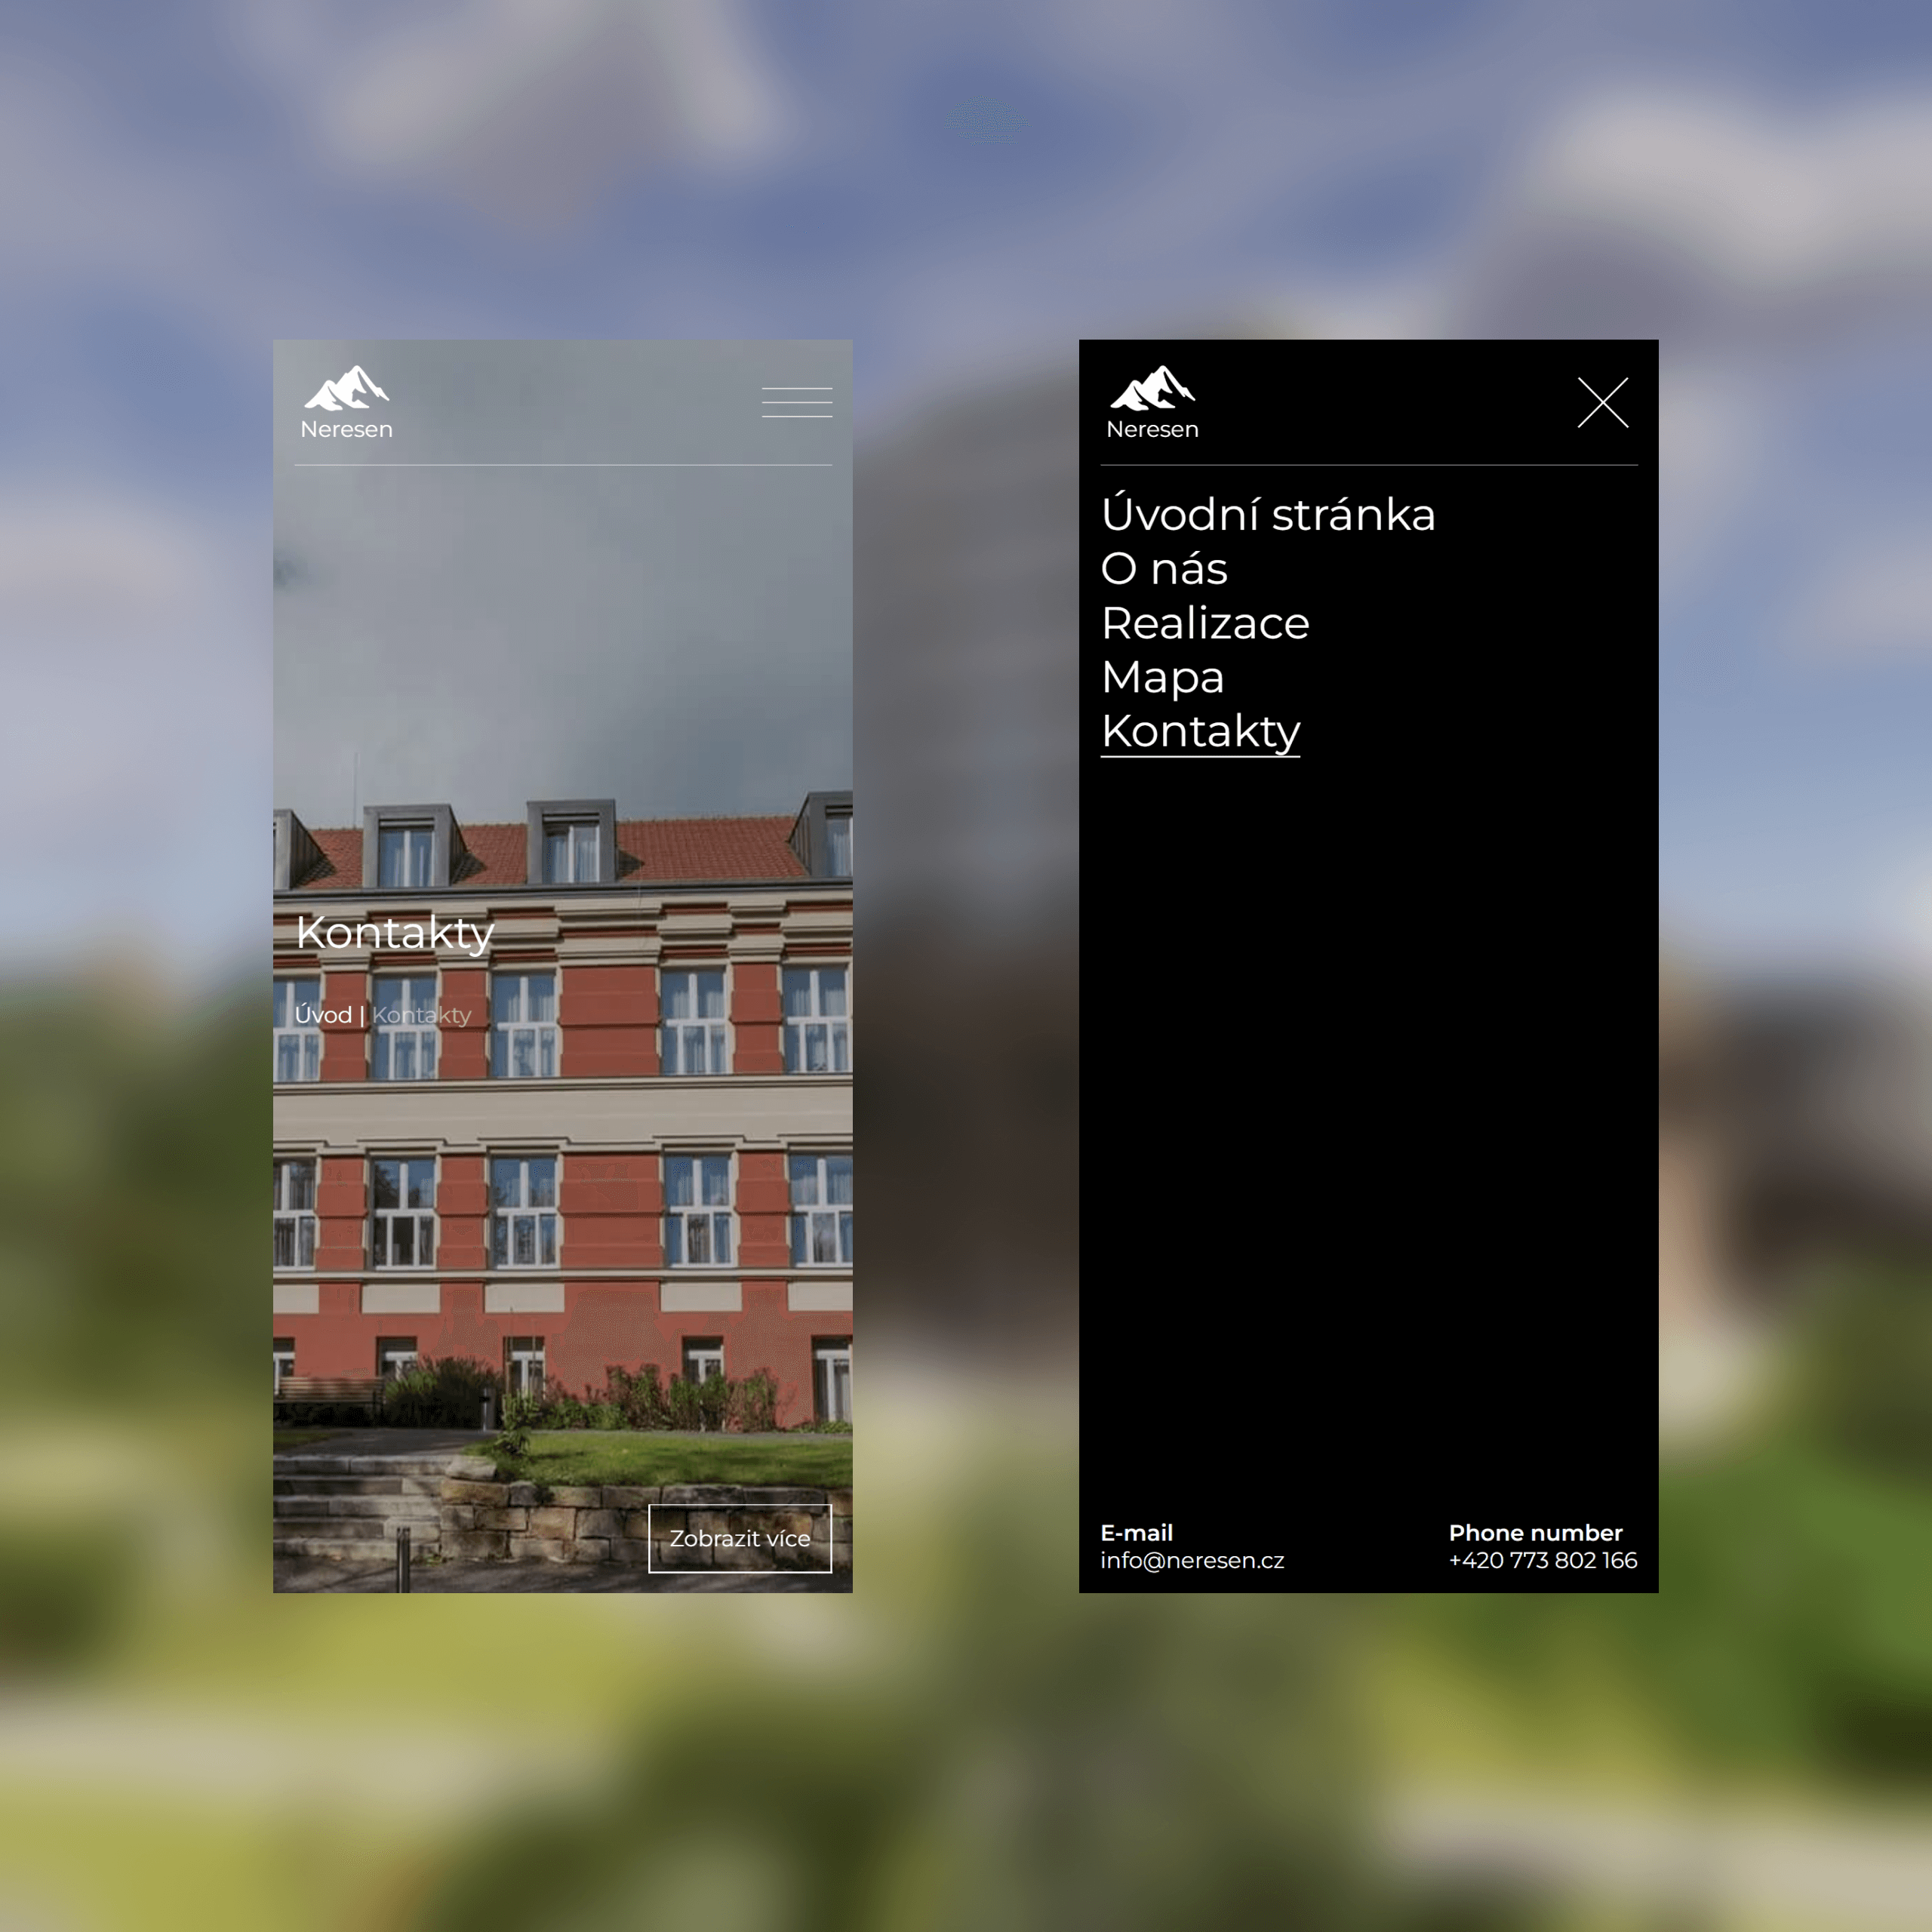 Neresen
Kontakty
Úvod | Kontakty
Zobrazit více
Neresen
Úvodní stránka
O nás
Realizace
Mapa
Kontakty
E-mail
info@neresen.cz
Phone number
+420 773 802 166